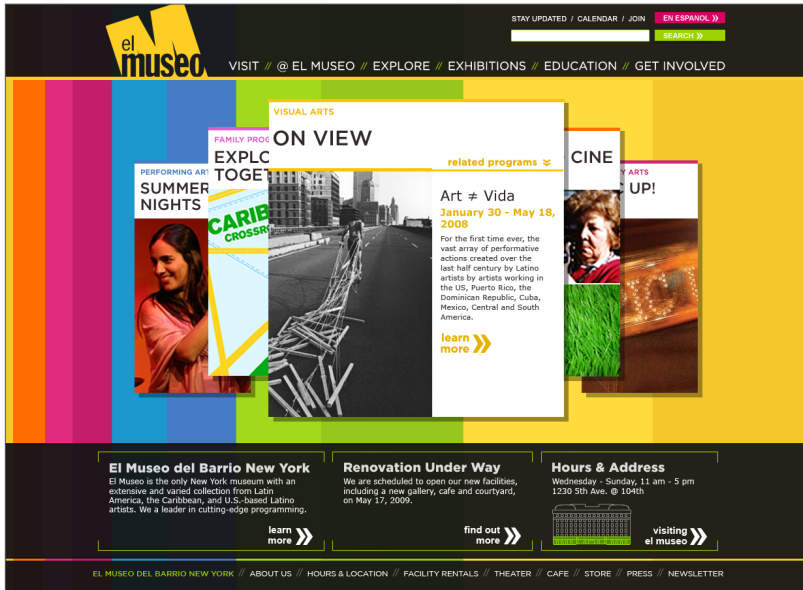 STAY UPDATED / CALENDAR / JOIN EN ESPANOL
SEARCH
el
museo
VISIT // @ EL MUSEO // EXPLORE // EXHIBITIONS // EDUCATION // GET INVOLVED
PERFORMING AR
SUMMER
NIGHTS
FAMILY PROG
EXPLO
TOGET
CARIB
CROSSR
VISUAL ARTS
ON VIEW
related programs
Art ≠ Vida
January 30 - May 18,
2008
For the first time ever, the
vast array of performative
actions created over the
last half century by Latino
artists by artists working in
the US, Puerto Rico, the
Dominican Republic, Cuba,
Mexico, Central and South
America.
learn
more
CINE
Y ARTS
UP!
El Museo del Barrio New York
El Museo is the only New York museum with an
extensive and varied collection from Latin
America, the Caribbean, and U.S.-based Latino
artists. We a leader in cutting-edge programming.
learn
more
Renovation Under Way
We are scheduled to open our new facilities,
including a new gallery, cafe and courtyard,
on May 17, 2009.
find out
more
Hours & Address
Wednesday - Sunday, 11 am - 5 pm
1230 5th Ave. @ 104th
visiting
el museo
EL MUSEO DEL BARRIO NEW YORK // ABOUT US // HOURS & LOCATION // FACILITY RENTALS // THEATER // CAFE // STORE // PRESS // NEWSLETTER